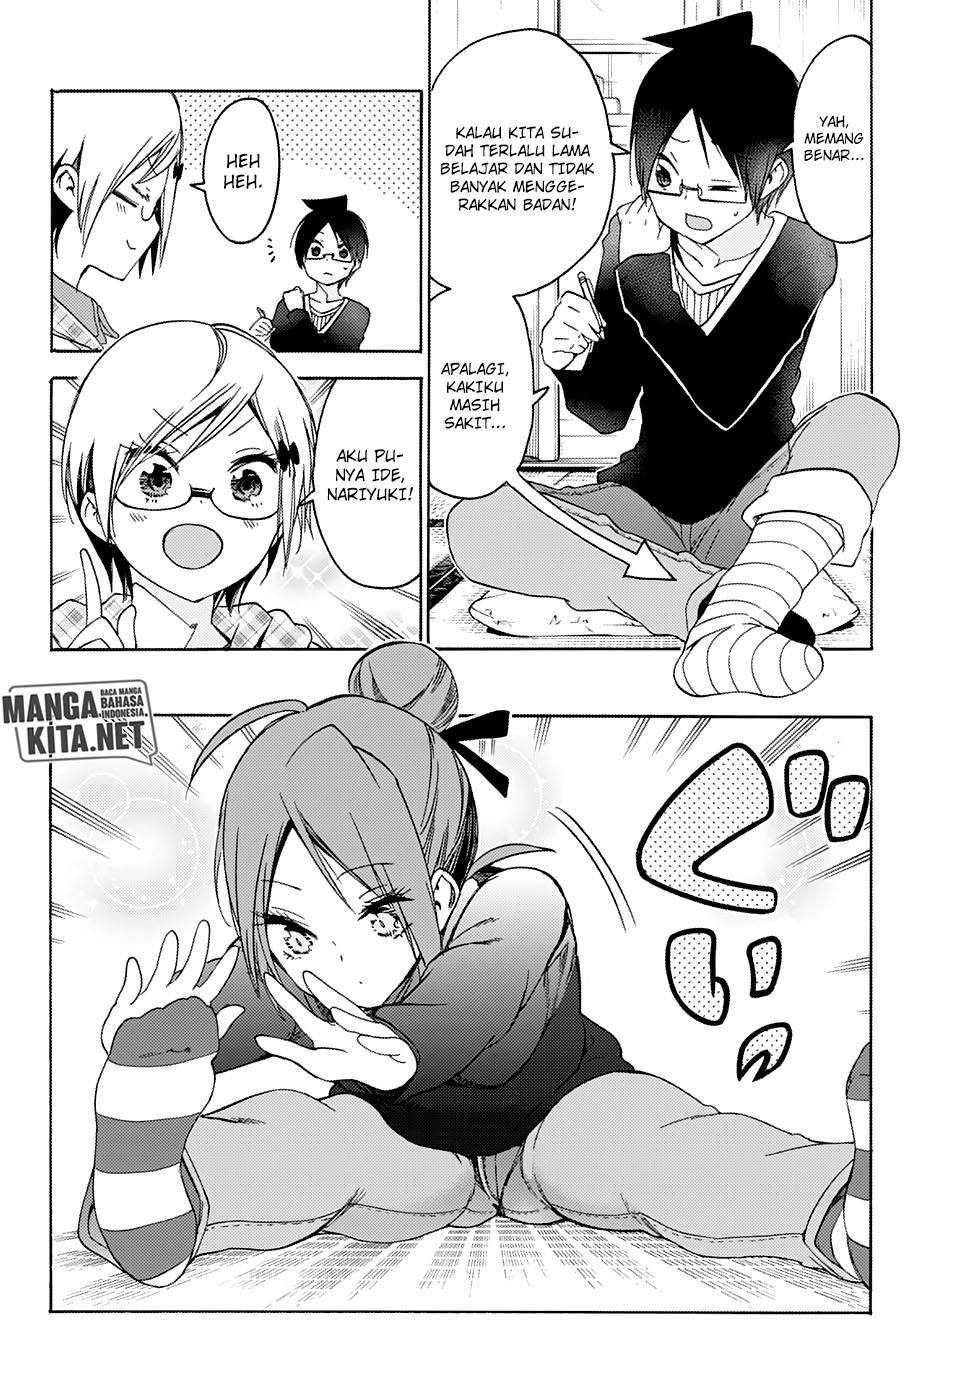 YAH,
MEMANG
BENAR...
KALAU KITA SU-
DAH TERLALU LAMA
BELAJAR DAN TIDAK
BANYAK MENGGE-
RAKKAN BADAN!
APALAGI,
KAKIKU
MASIH
SAKIT...
HEH
HEH.
AKU PU-
NYA IDE,
NARIYUKI!
MANGA
KITA.NET
BACA MANGA
BAHASA
INDONESIA.
ぐいっ